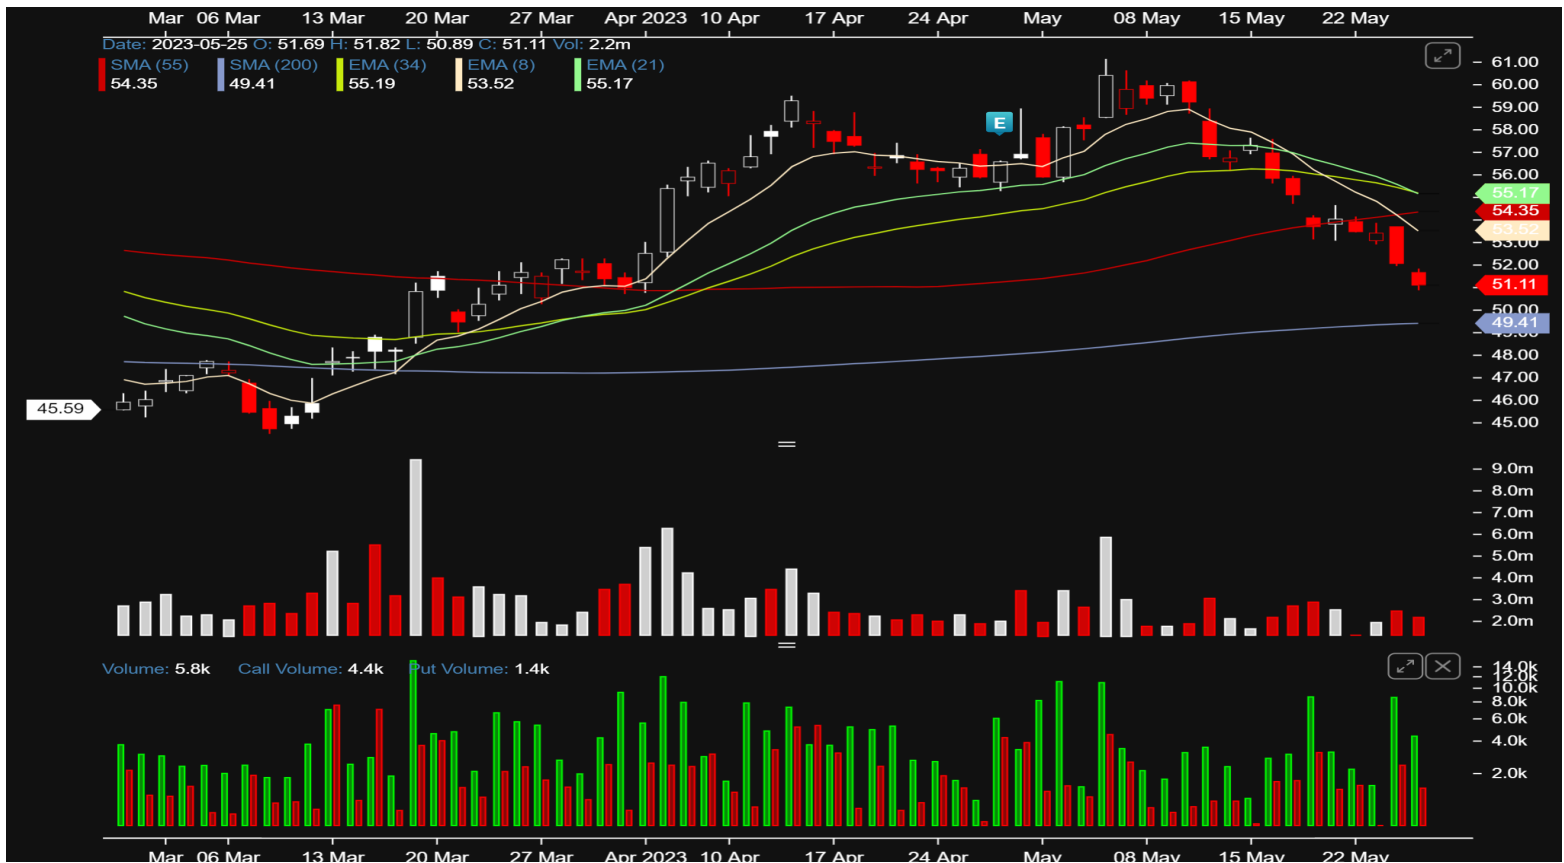 Mar 06 Mar 13 Mar 20 Mar 27 Mar Apr 2023 10 Apr 17 Apr 24 Apr May 08 May 15 May 22 May
Date: 2023-05-25 O: 51.69 H: 51.82 L: 50.89 C: 51.11 Vol: 2.2m
SMA (55) SMA (200) EMA (34) EMA (8) EMA (21)
54.35 49.41 55.19 53.52 55.17
61.00
60.00
59.00
58.00
E
57.00
56.00
55.17
54.35
53.52
53.00
52.00
51.11
50.00
49.41
49.00
48.00
47.00
46.00
45.59
45.00
9.0m
8.0m
7.0m
6.0m
5.0m
4.0m
3.0m
2.0m
Volume: 5.8k Call Volume: 4.4k Put Volume: 1.4k
14.0k
12.0k
10.0k
8.0k
6.0k
4.0k
2.0k
Mar 06 Mar 13 Mar 20 Mar 27 Mar Apr 2023 10 Apr 17 Apr 24 Apr May 08 May 15 May 22 May